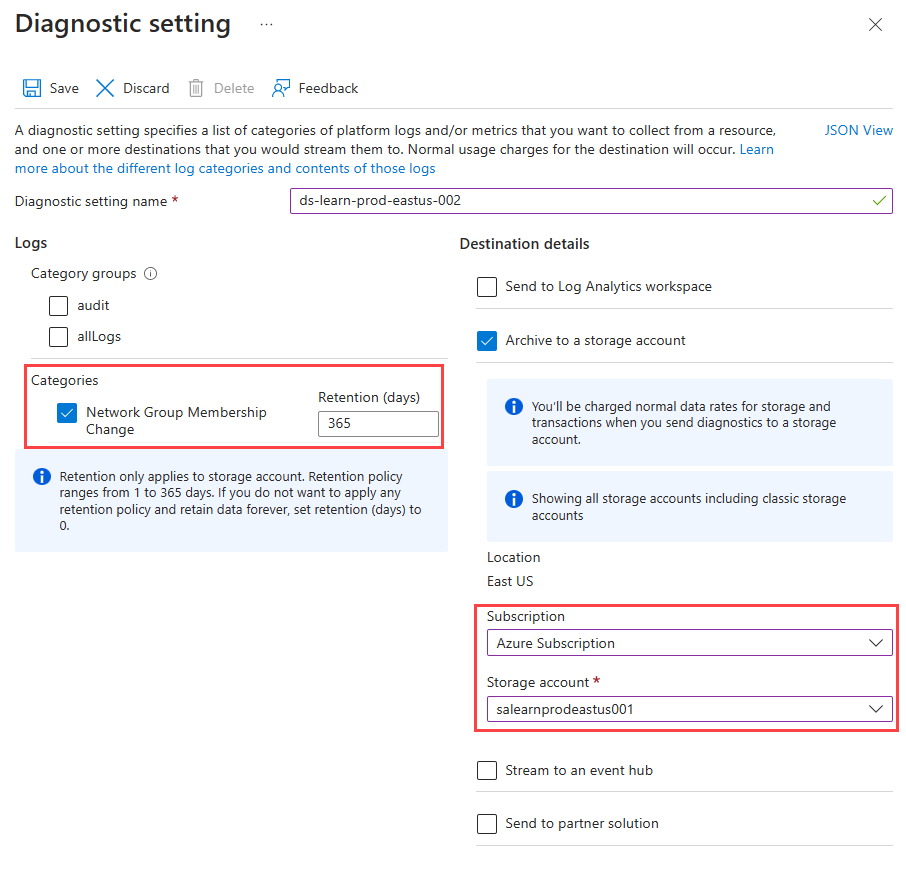 Diagnostic setting ...
Save Discard Delete Feedback
A diagnostic setting specifies a list of categories of platform logs and/or metrics that you want to collect from a resource,
and one or more destinations that you would stream them to. Normal usage charges for the destination will occur. Learn
more about the different log categories and contents of those logs
JSON View
Diagnostic setting name *
ds-learn-prod-eastus-002
Logs
Category groups
audit
allLogs
Categories
Network Group Membership
Change
Retention (days)
365
Retention only applies to storage account. Retention policy
ranges from 1 to 365 days. If you do not want to apply any
retention policy and retain data forever, set retention (days) to
0.
Destination details
Send to Log Analytics workspace
Archive to a storage account
You'll be charged normal data rates for storage and
transactions when you send diagnostics to a storage
account.
Showing all storage accounts including classic storage
accounts
Location
East US
Subscription
Azure Subscription
Storage account *
salearnprodeastus001
Stream to an event hub
Send to partner solution